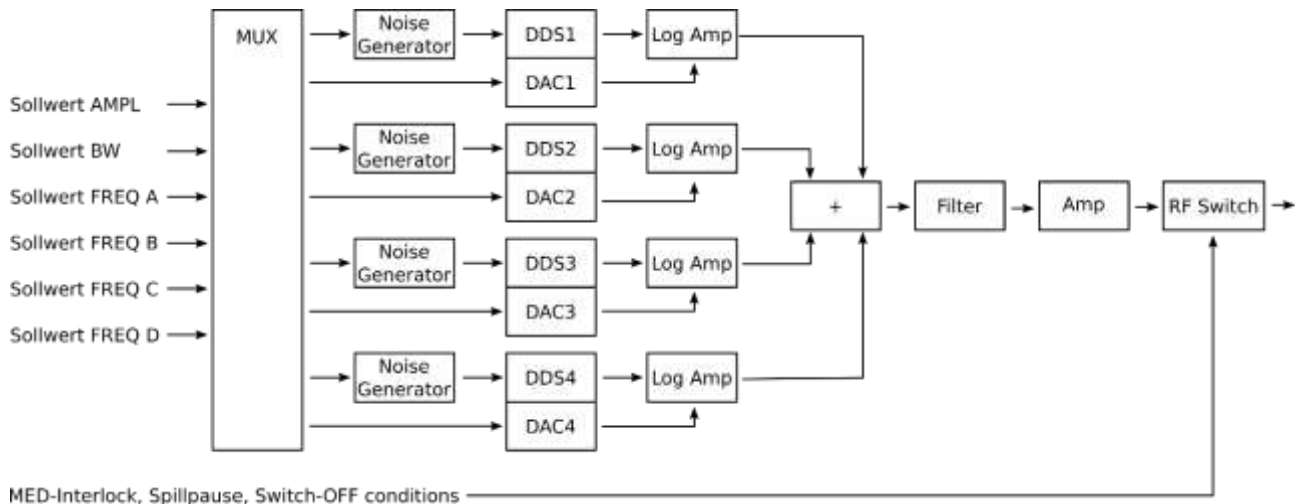 MUX
Sollwert AMPL
Sollwert BW
Sollwert FREQ A
Sollwert FREQ B
Sollwert FREQ C
Sollwert FREQ D
Noise
Generator
DDS1
Log Amp
DAC1
Noise
Generator
DDS2
Log Amp
DAC2
Noise
Generator
DDS3
Log Amp
DAC3
Noise
Generator
DDS4
Log Amp
DAC4
+
Filter
Amp
RF Switch
MED-Interlock, Spillpause, Switch-OFF conditions